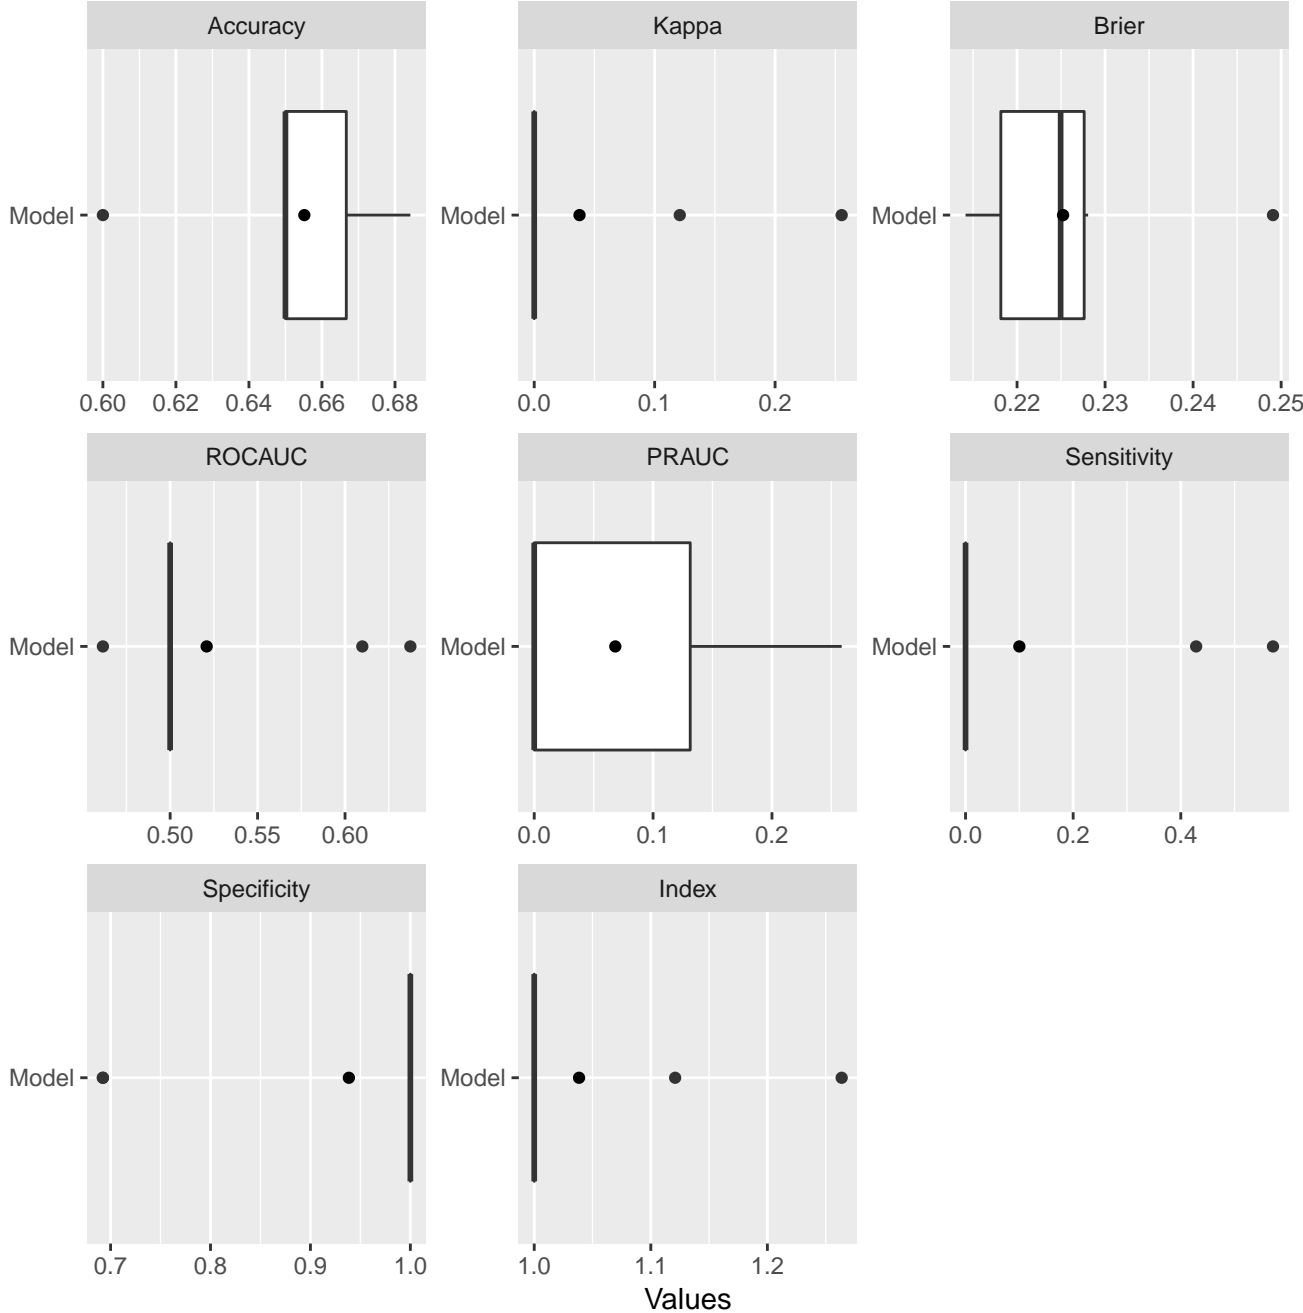 Accuracy
Kappa
Brier
Model
Model
Model
0.60 0.62 0.64 0.66 0.68
0.0 0.1 0.2
0.22 0.23 0.24 0.25
ROCAUC
PRAUC
Sensitivity
Model
Model
Model
0.50 0.55 0.60
0.0 0.1 0.2
0.0 0.2 0.4
Specificity
Index
Model
Model
0.7 0.8 0.9 1.0
1.0 1.1 1.2
Values